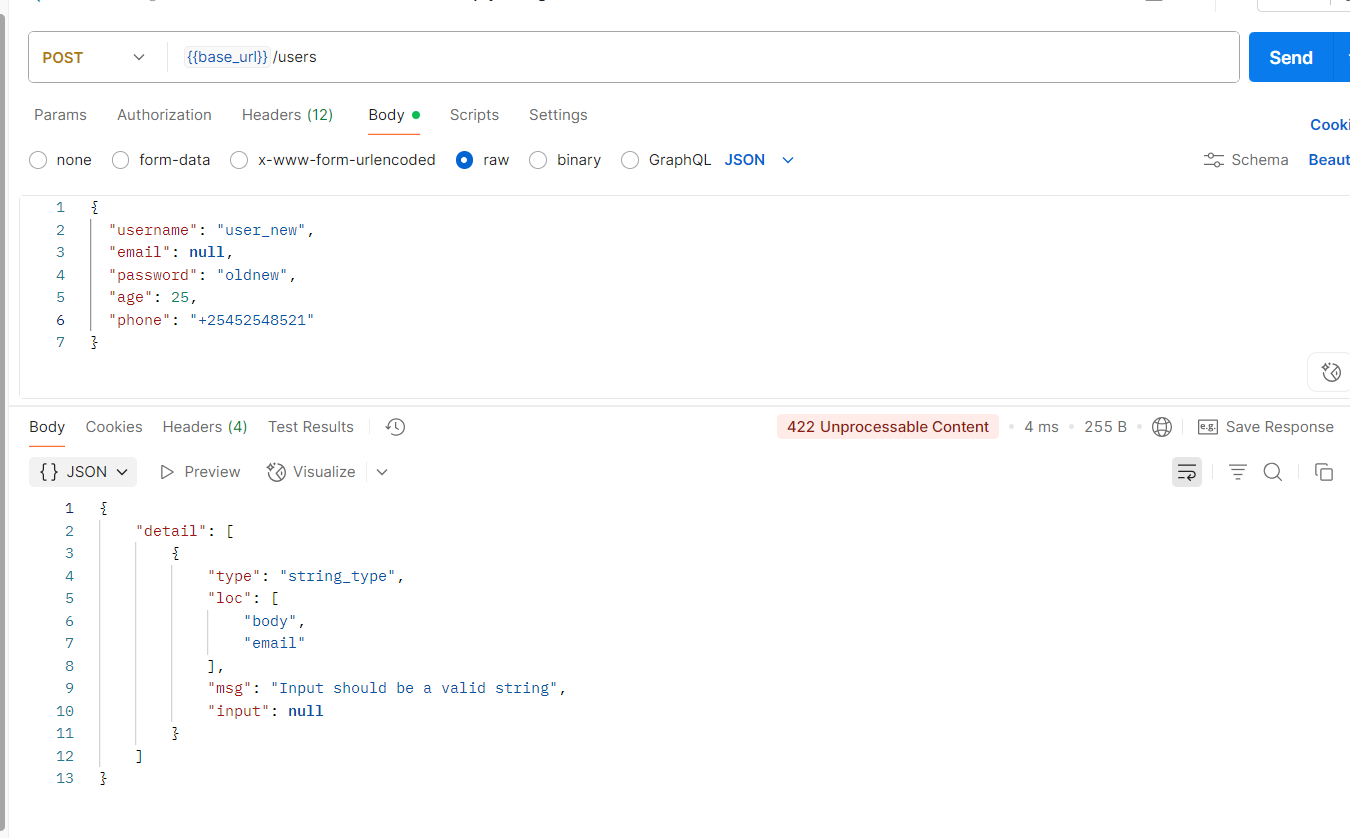 POST {{base_url}} /users Send
Params Authorization Headers (12) Body Scripts Settings
Cooki
none form-data x-www-form-urlencoded raw binary GraphQL JSON Schema Beaut
1 {
2 "username": "user_new",
3 "email": null,
4 "password": "oldnew",
5 "age": 25,
6 "phone": "+25452548521"
7 }
Body Cookies Headers (4) Test Results 422 Unprocessable Content • 4 ms • 255 B • e.g. Save Response
{} JSON Preview Visualize
1 {
2 "detail": [
3 {
4 "type": "string_type",
5 "loc": [
6 "body",
7 "email"
8 ],
9 "msg": "Input should be a valid string",
10 "input": null
11 }
12 ]
13 }